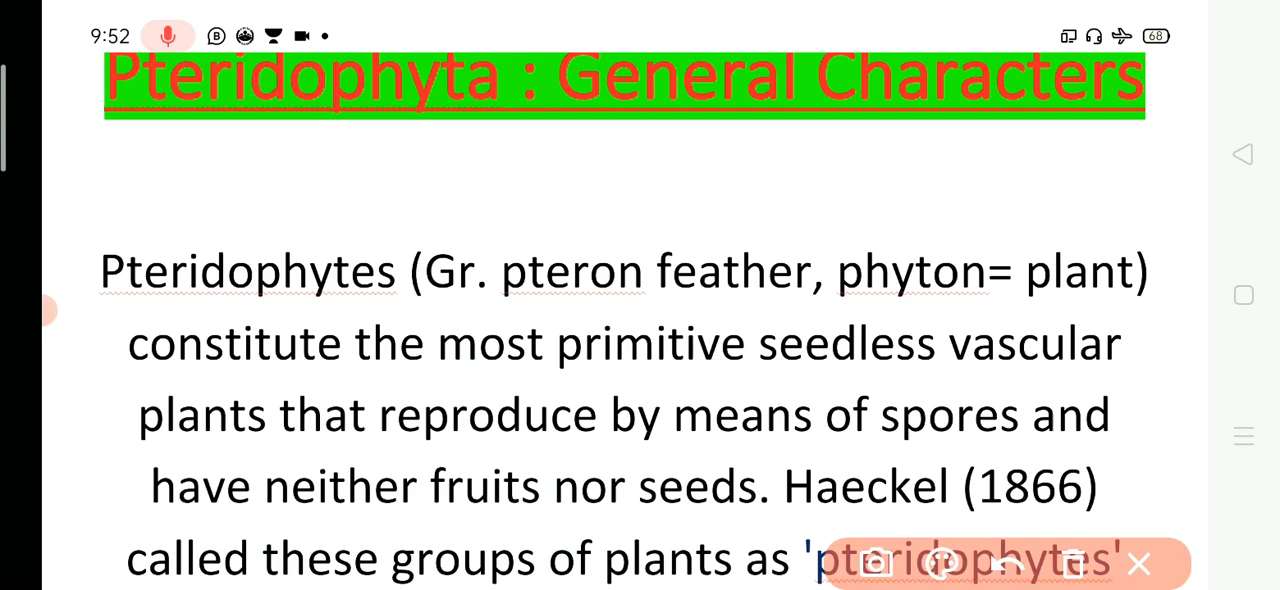 9:52
B
68
Pteridophyta : General Characters
Pteridophytes (Gr. pteron feather, phyton= plant)
constitute the most primitive seedless vascular
plants that reproduce by means of spores and
have neither fruits nor seeds. Haeckel (1866)
called these groups of plants as 'pteridophytes'